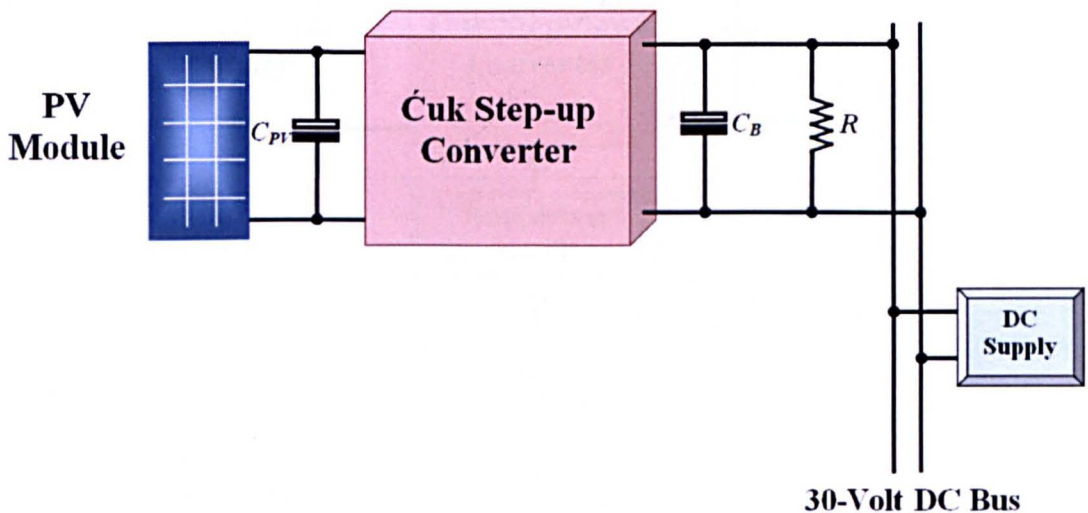 PV
Module
C_PV
Ćuk Step-up
Converter
C_B
R
DC
Supply
30-Volt DC Bus